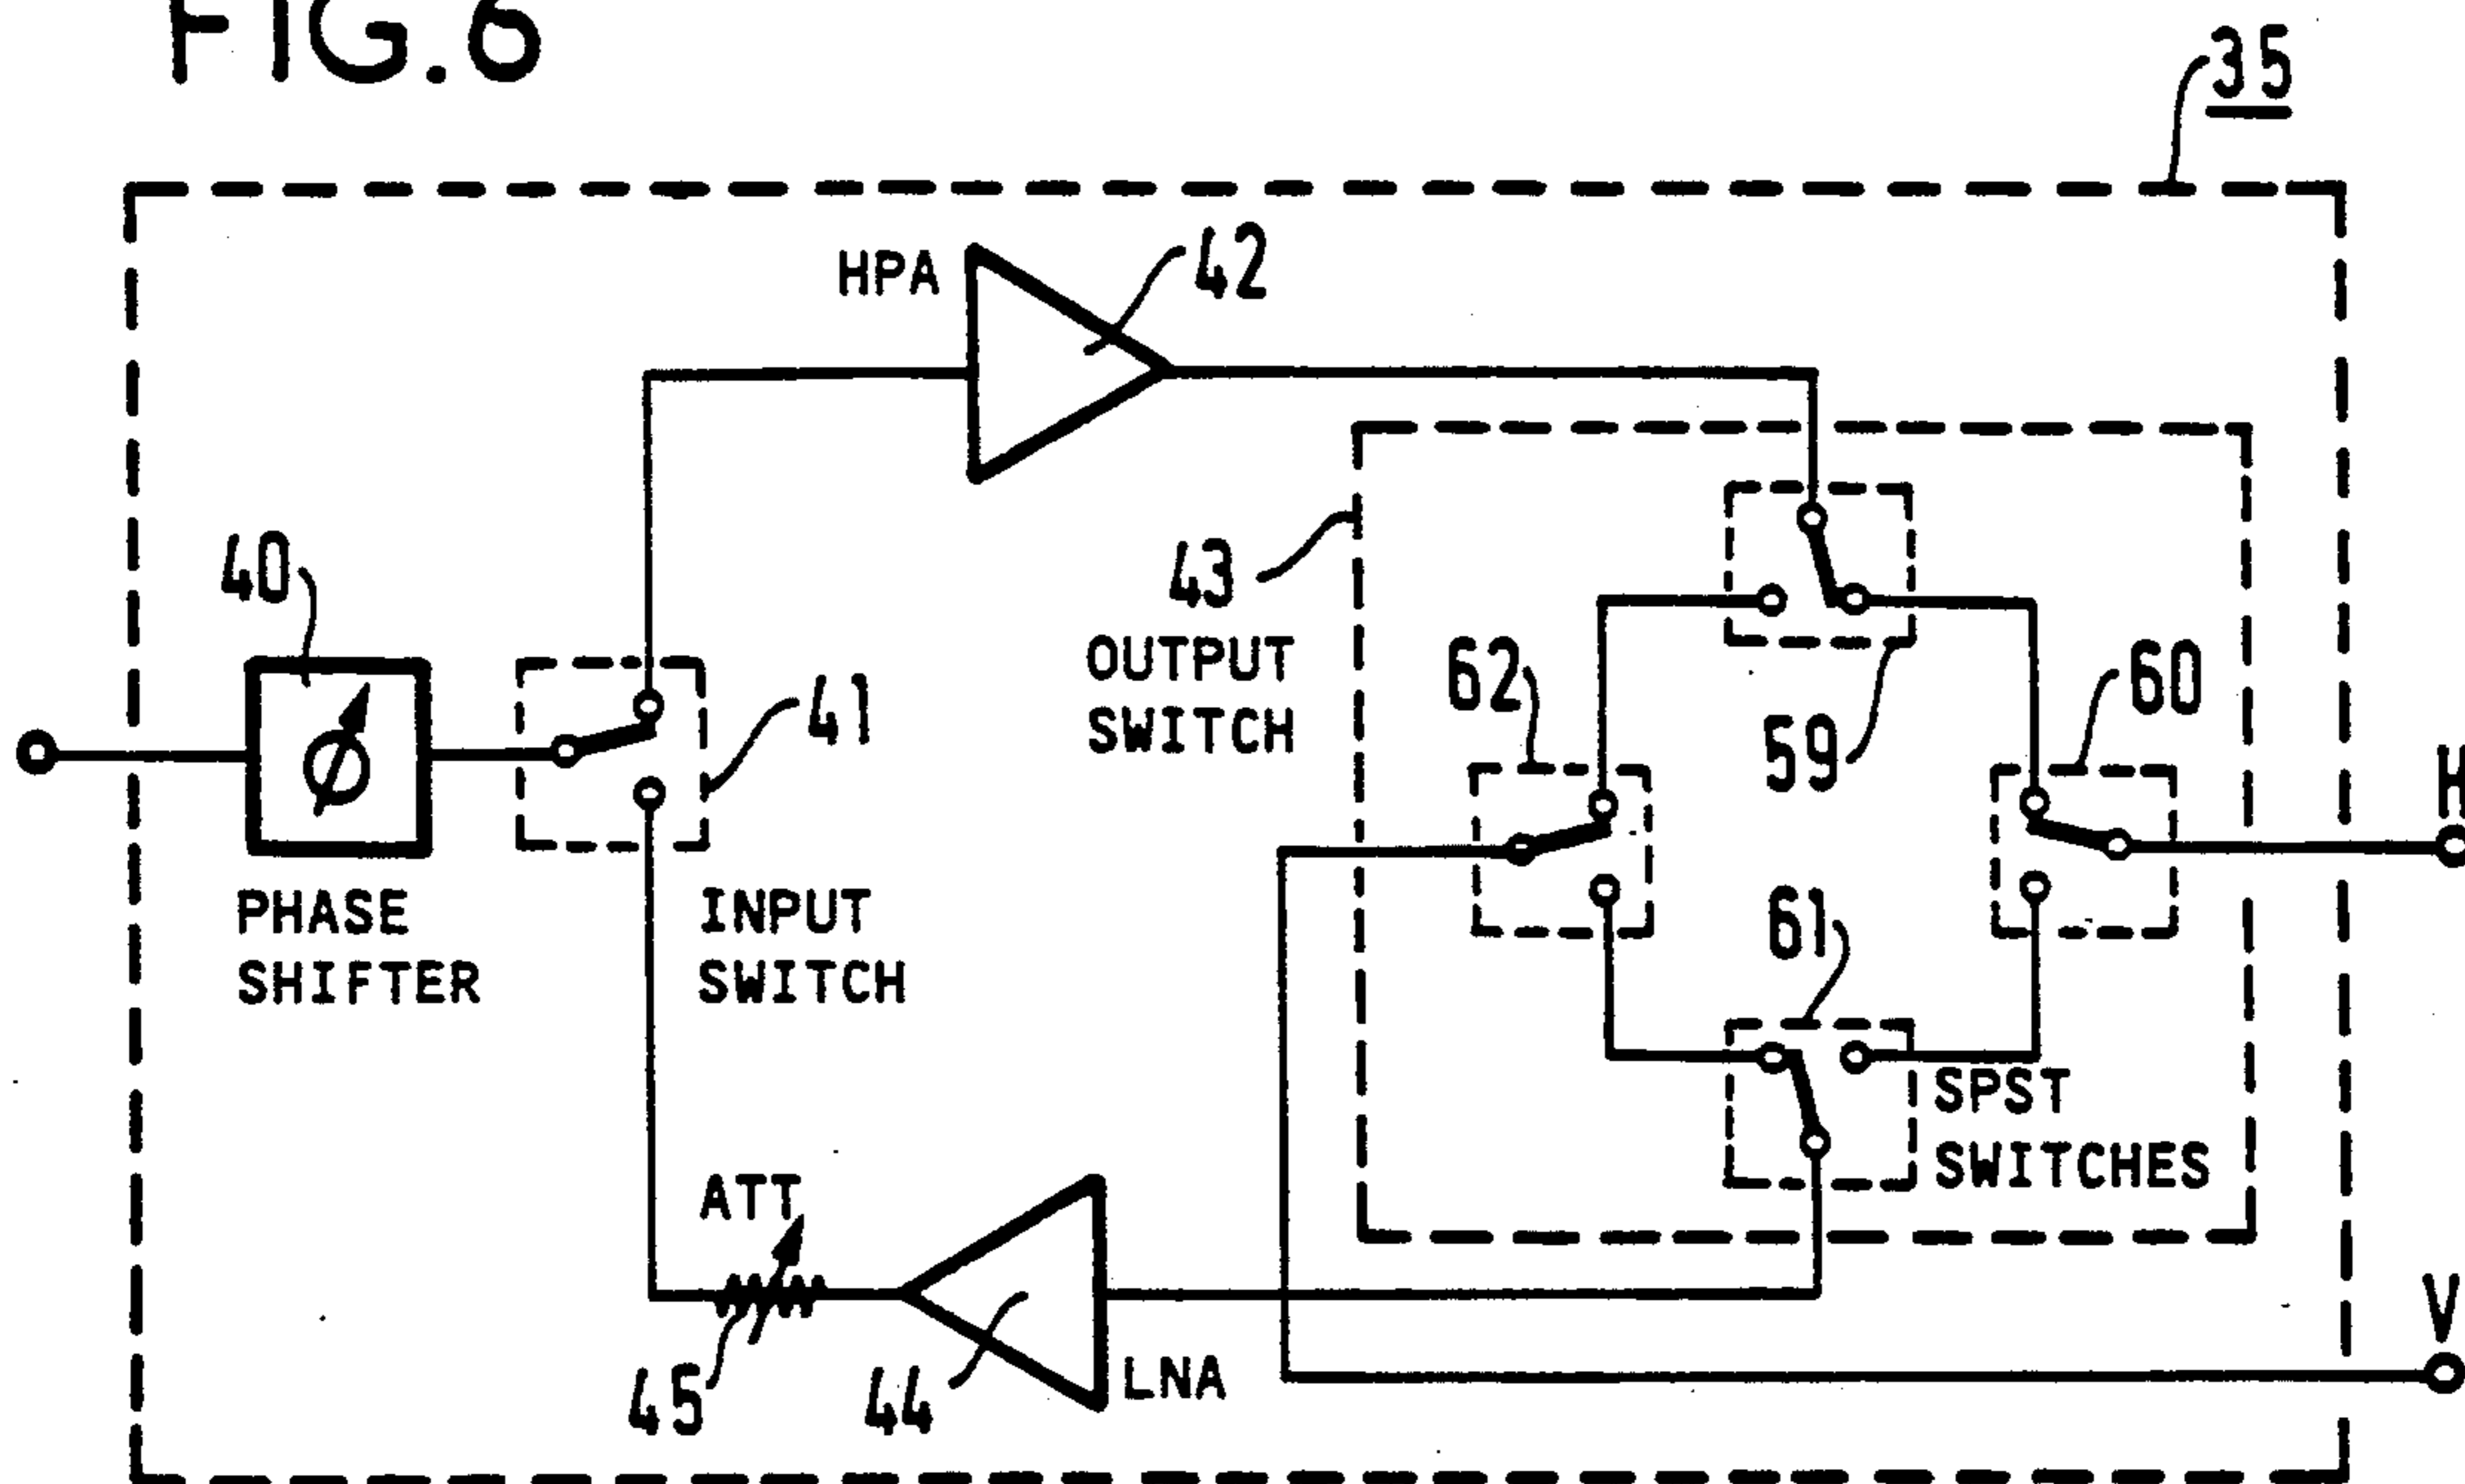 FIG.6
35
HPA
42
40
43
OUTPUT
SWITCH
41
62
59
60
H
PHASE
SHIFTER
INPUT
SWITCH
61
SPST
SWITCHES
ATT
45
44
LNA
V